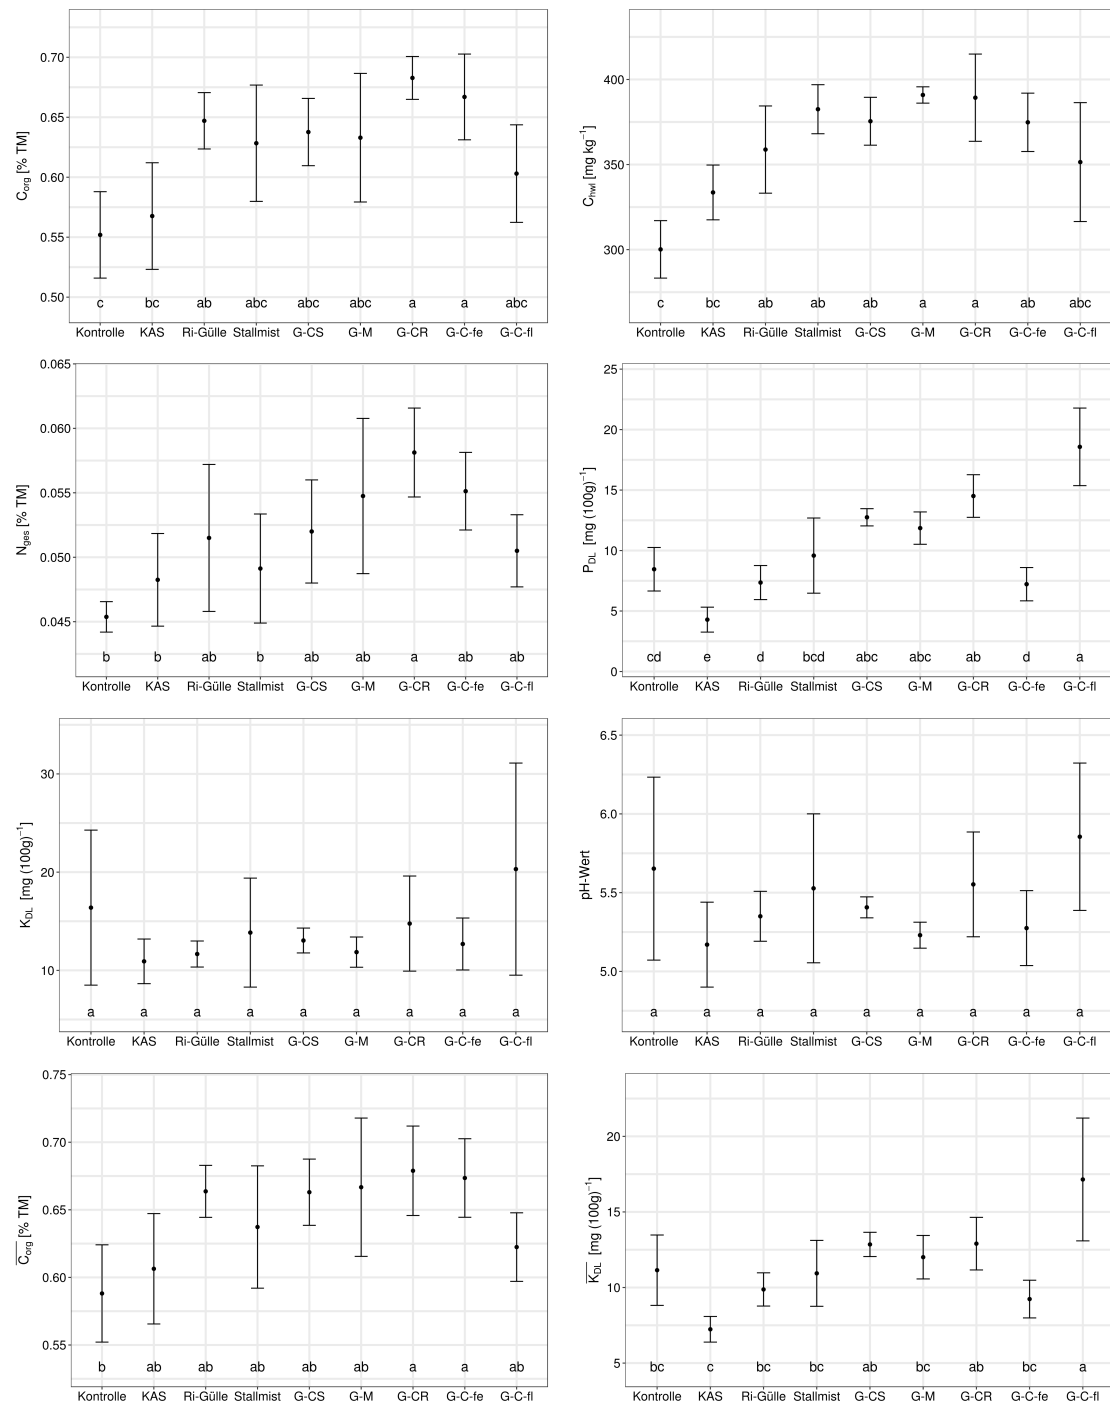 C_org [% TM]
0.70
0.65
0.60
0.55
0.50
c bc ab abc abc abc a a abc
Kontrolle KAS Ri-Gülle Stallmist G-CS G-M G-CR G-C-fe G-C-fl
C_hwl [mg kg⁻¹]
400
350
300
c bc ab ab ab a a ab abc
Kontrolle KAS Ri-Gülle Stallmist G-CS G-M G-CR G-C-fe G-C-fl
N_ges [% TM]
0.065
0.060
0.055
0.050
0.045
b b ab b ab ab a ab ab
Kontrolle KAS Ri-Gülle Stallmist G-CS G-M G-CR G-C-fe G-C-fl
P_DL [mg (100g)⁻¹]
25
20
15
10
5
0
cd e d bcd abc abc ab d a
Kontrolle KAS Ri-Gülle Stallmist G-CS G-M G-CR G-C-fe G-C-fl
K_DL [mg (100g)⁻¹]
30
20
10
a a a a a a a a a
Kontrolle KAS Ri-Gülle Stallmist G-CS G-M G-CR G-C-fe G-C-fl
pH-Wert
6.5
6.0
5.5
5.0
a a a a a a a a a
Kontrolle KAS Ri-Gülle Stallmist G-CS G-M G-CR G-C-fe G-C-fl
C̅_org [% TM]
0.75
0.70
0.65
0.60
0.55
b ab ab ab ab ab a a ab
Kontrolle KAS Ri-Gülle Stallmist G-CS G-M G-CR G-C-fe G-C-fl
K̅_DL [mg (100g)⁻¹]
20
15
10
5
bc c bc bc ab bc ab bc a
Kontrolle KAS Ri-Gülle Stallmist G-CS G-M G-CR G-C-fe G-C-fl